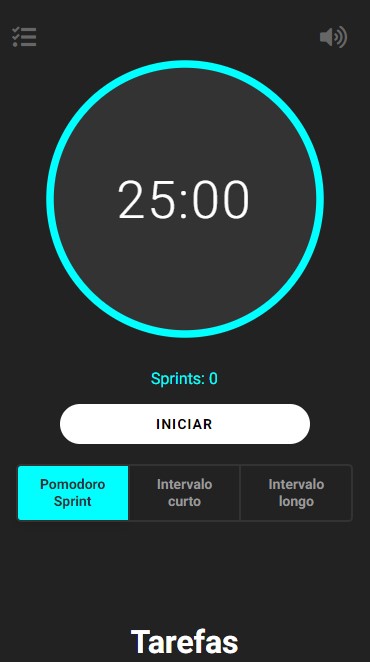 25:00
Sprints: 0
INICIAR
Pomodoro
Sprint
Intervalo
curto
Intervalo
longo
Tarefas